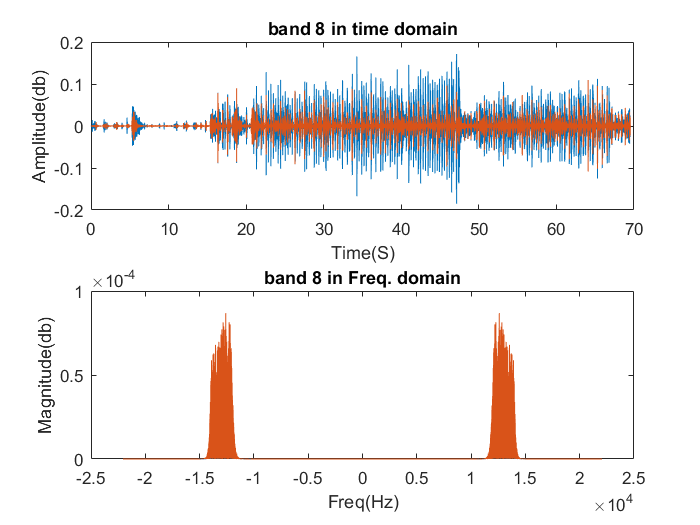 band 8 in time domain
0.2
0.1
0
-0.1
-0.2
Amplitude(db)
0 10 20 30 40 50 60 70
Time(S)
×10-4
band 8 in Freq. domain
1
0.5
0
Magnitude(db)
-2.5 -2 -1.5 -1 -0.5 0 0.5 1 1.5 2 2.5
Freq(Hz)
×104